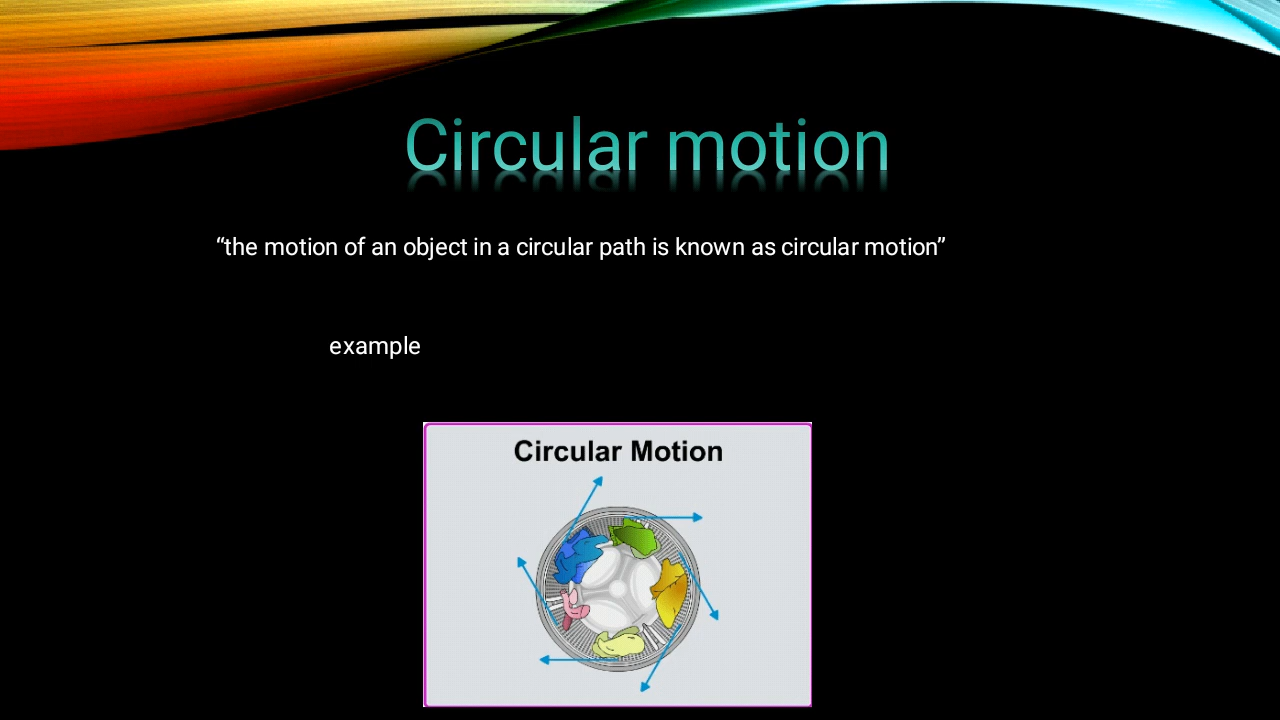 Circular motion
“the motion of an object in a circular path is known as circular motion”
example
Circular Motion